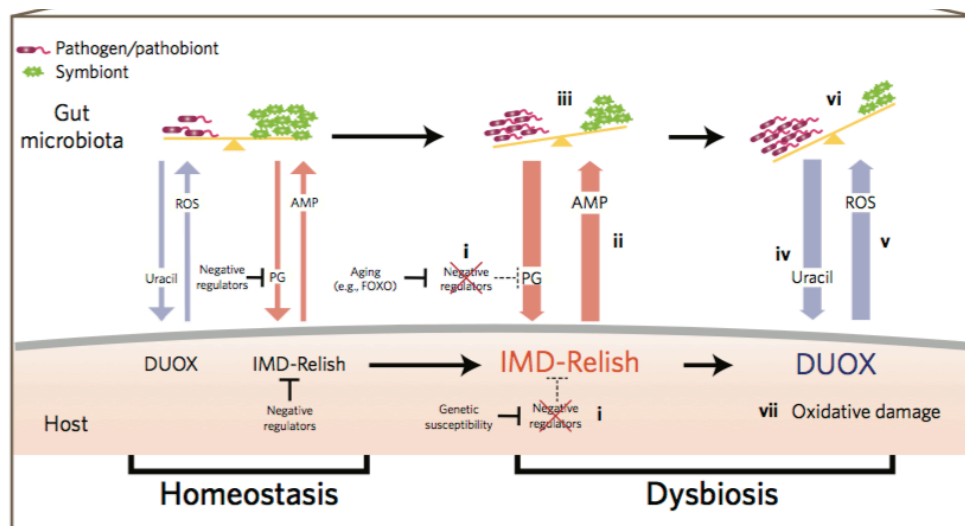 Pathogen/pathobiont
Symbiont
Gut
microbiota
iii
vi
ROS
AMP
AMP
ROS
i
ii
iv
v
Uracil
Negative
regulators
PG
Aging
(e.g., FOXO)
Negative
regulators
PG
Uracil
DUOX
IMD-Relish
IMD-Relish
DUOX
Host
Negative
regulators
Genetic
susceptibility
Negative
regulators
i
vii Oxidative damage
Homeostasis
Dysbiosis